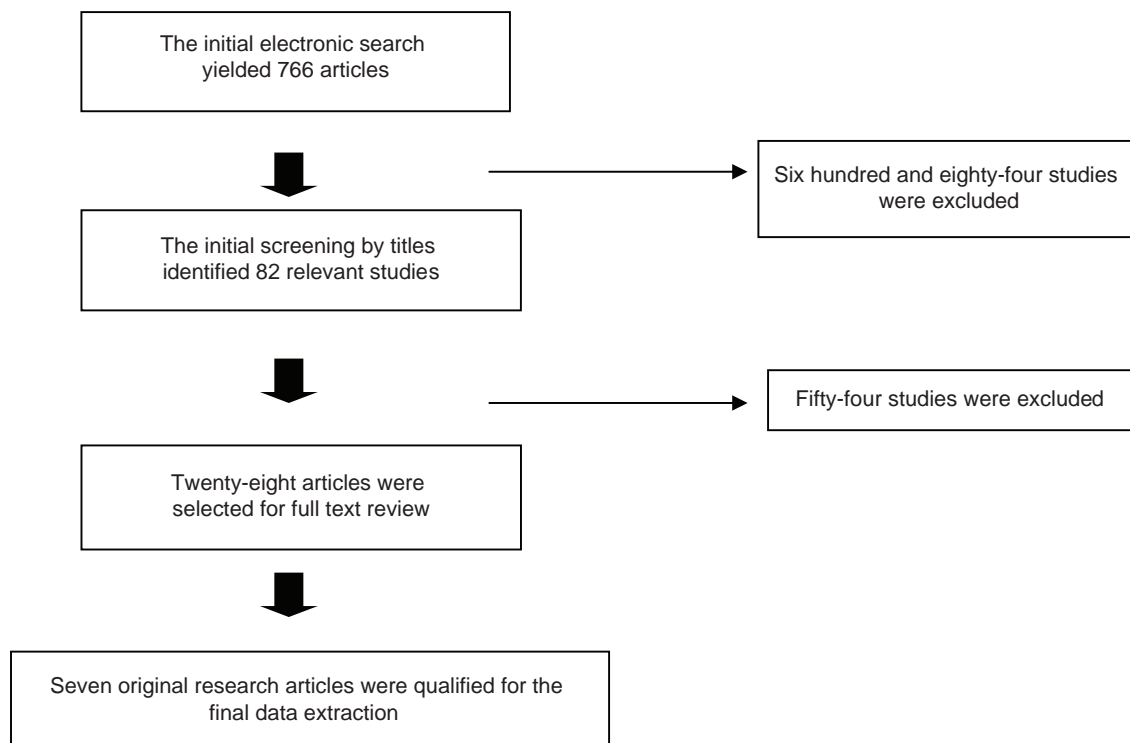 The initial electronic search
yielded 766 articles
Six hundred and eighty-four studies
were excluded
The initial screening by titles
identified 82 relevant studies
Fifty-four studies were excluded
Twenty-eight articles were
selected for full text review
Seven original research articles were qualified for the
final data extraction